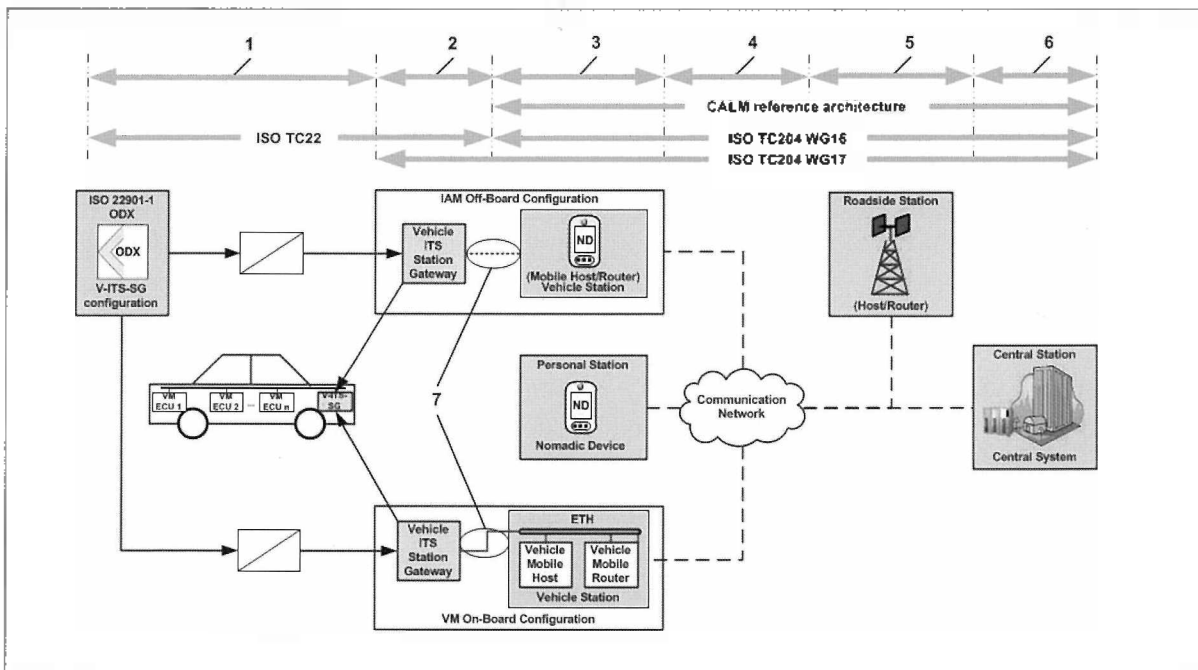 1 2 3 4 5 6
CALM reference architecture
ISO TC22
ISO TC204 WG16
ISO TC204 WG17
ISO 22901-1
ODX
ODX
V-ITS-SG
configuration
IAM Off-Board Configuration
Vehicle
ITS
Station
Gateway
ND
(Mobile Host/Router)
Vehicle Station
Roadside Station
(Host/Router)
VM
ECU 1
VM
ECU 2
...
VM
ECU n
V-ITS-
SG
7
Personal Station
ND
Nomadic Device
Communication
Network
Central Station
Central System
Vehicle
ITS
Station
Gateway
ETH
Vehicle
Mobile
Host
Vehicle
Mobile
Router
Vehicle Station
VM On-Board Configuration